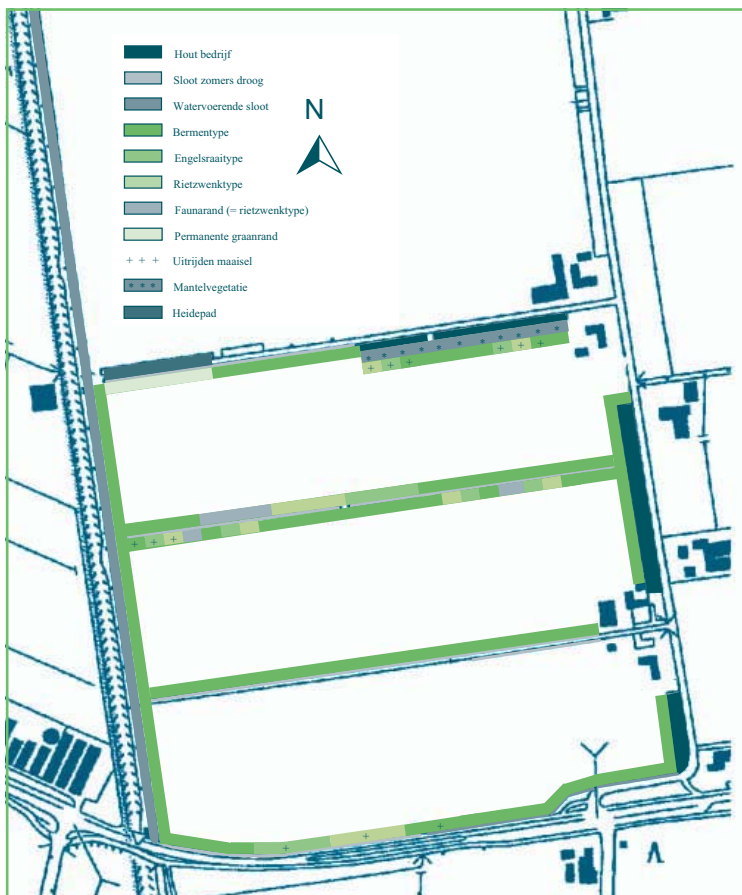 Hout bedrijf
Sloot zomers droog
Watervoerende sloot
N
Bermentype
Engelsraaitype
Rietzwenktype
Faunarand (= rietzwenktype)
Permanente graanrand
+ + + Uitrijden maaisel
* * * Mantelvegetatie
Heidepad